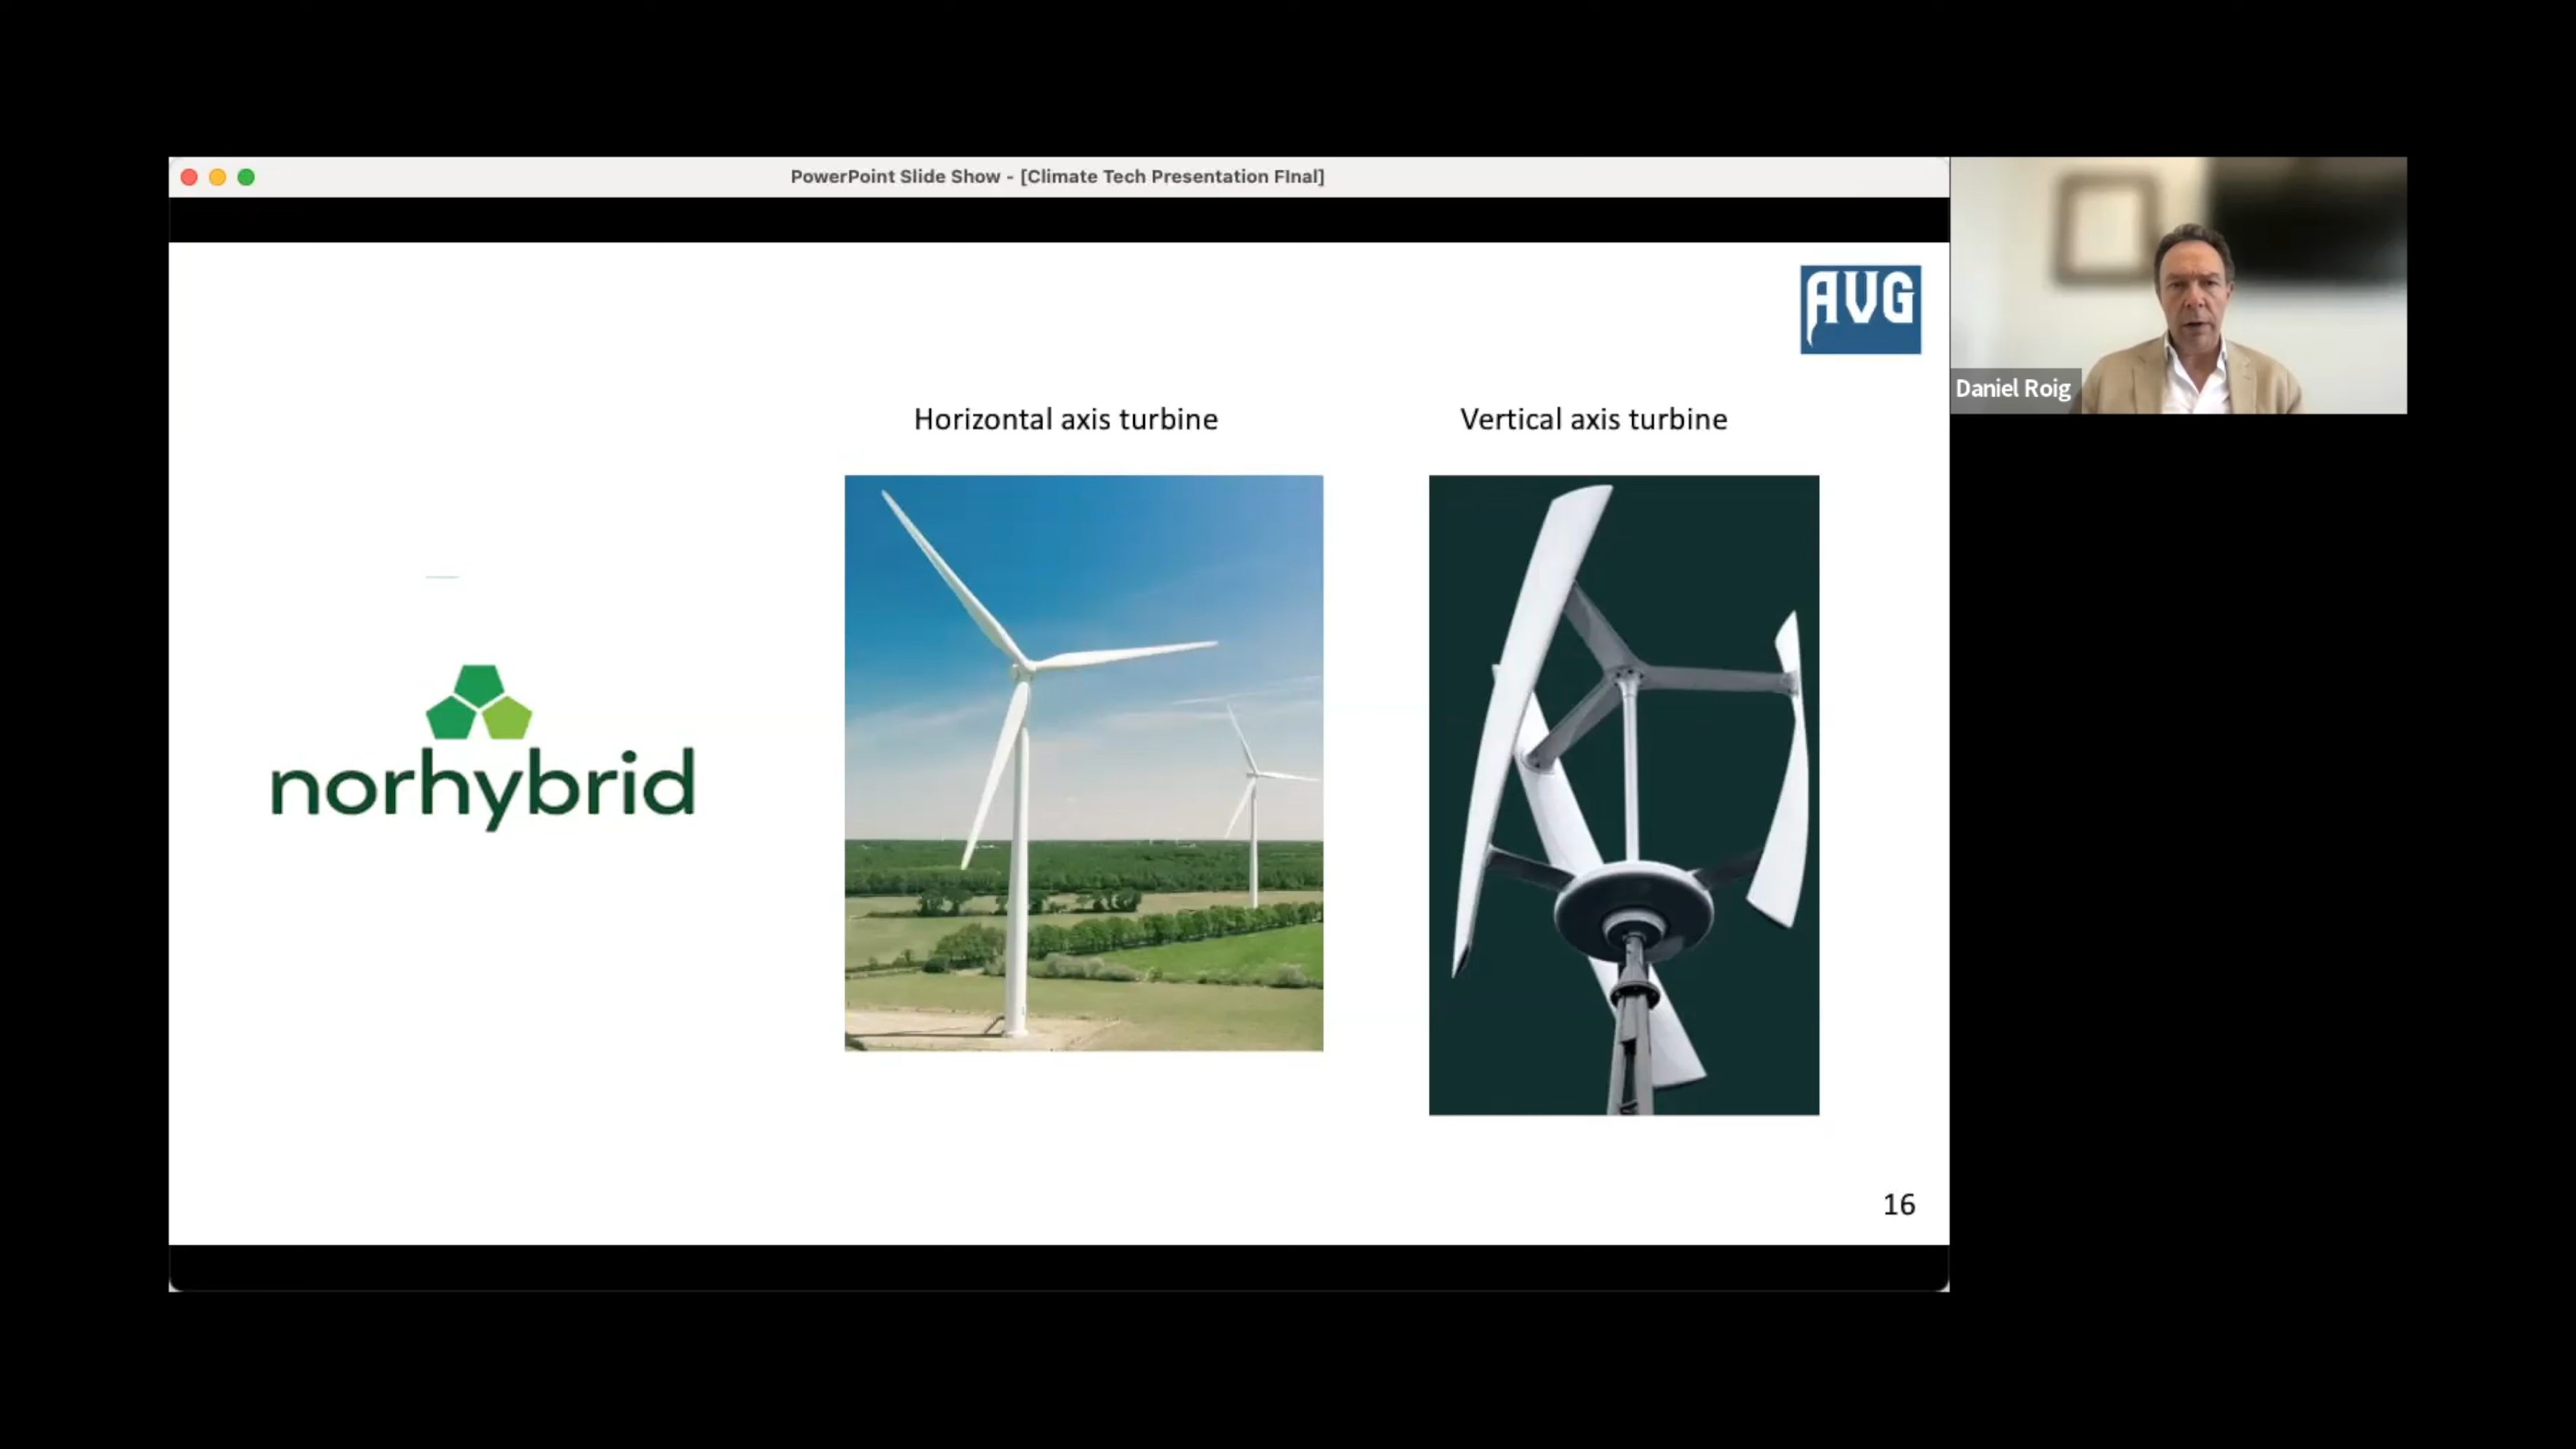 PowerPoint Slide Show - [Climate Tech Presentation FInal]
AVG
Daniel Roig
Horizontal axis turbine
Vertical axis turbine
norhybrid
16